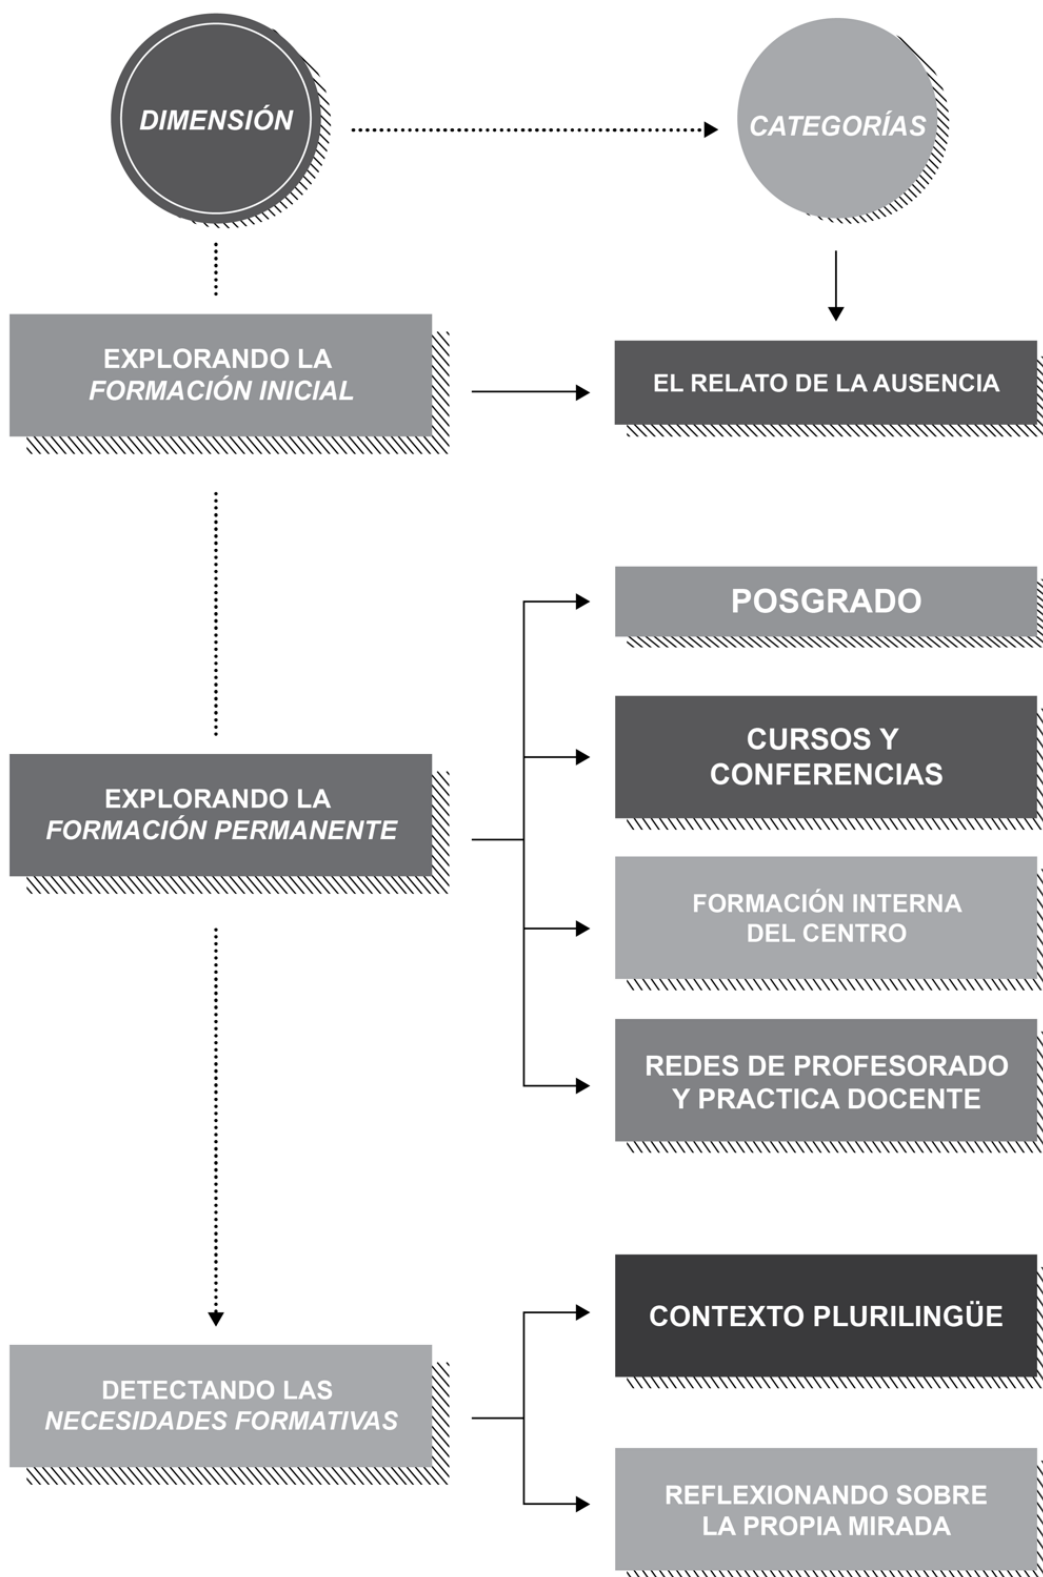 DIMENSIÓN
CATEGORÍAS
EXPLORANDO LA
FORMACIÓN INICIAL
EL RELATO DE LA AUSENCIA
EXPLORANDO LA
FORMACIÓN PERMANENTE
POSGRADO
CURSOS Y
CONFERENCIAS
FORMACIÓN INTERNA
DEL CENTRO
REDES DE PROFESORADO
Y PRACTICA DOCENTE
DETECTANDO LAS
NECESIDADES FORMATIVAS
CONTEXTO PLURILINGÜE
REFLEXIONANDO SOBRE
LA PROPIA MIRADA